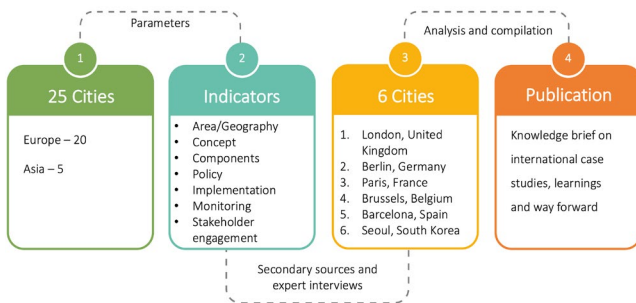 Parameters
Analysis and compilation
1
25 Cities
Europe – 20
Asia – 5
2
Indicators
• Area/Geography
• Concept
• Components
• Policy
• Implementation
• Monitoring
• Stakeholder
engagement
3
6 Cities
1. London, United
Kingdom
2. Berlin, Germany
3. Paris, France
4. Brussels, Belgium
5. Barcelona, Spain
6. Seoul, South Korea
4
Publication
Knowledge brief on
international case
studies, learnings
and way forward
Secondary sources and
expert interviews